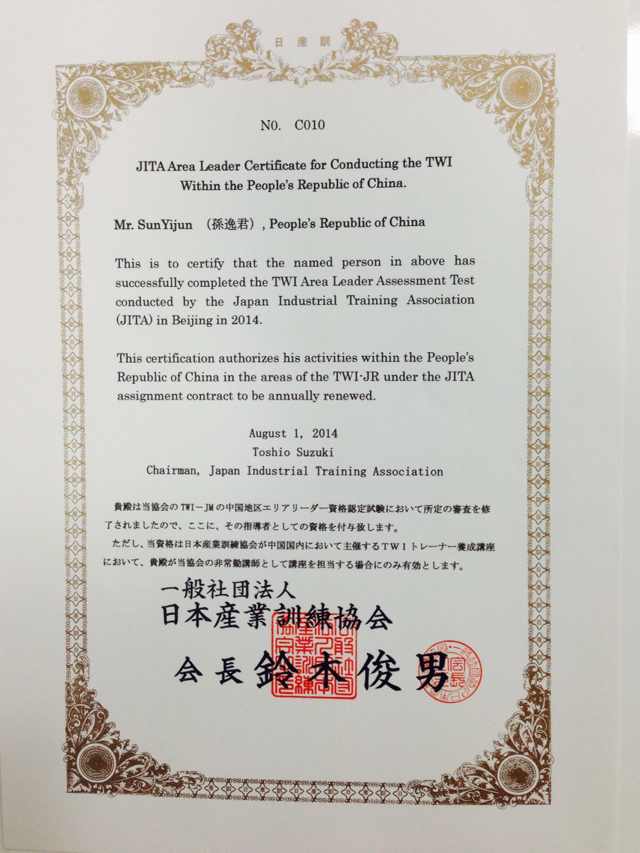 日産訓
N0. C010
JITA Area Leader Certificate for Conducting the TWI
Within the People's Republic of China.
Mr. SunYijun （孫逸君）, People's Republic of China
This is to certify that the named person in above has
successfully completed the TWI Area Leader Assessment Test
conducted by the Japan Industrial Training Association
(JITA) in Beijing in 2014.
This certification authorizes his activities within the People's
Republic of China in the areas of the TWI-JR under the JITA
assignment contract to be annually renewed.
August 1, 2014
Toshio Suzuki
Chairman, Japan Industrial Training Association
貴殿は当協会のTWI－JMの中国地区エリアリーダー資格認定試験において所定の審査を修
了されましたので、ここに、その指導者としての資格を付与致します。
ただし、当資格は日本産業訓練協会が中国国内において主催するTWIトレーナー養成講座
において、貴殿が当協会の非常勤講師として講座を担当する場合にのみ有効とします。
一般社団法人
日本産業訓練協会
会長 鈴木俊男